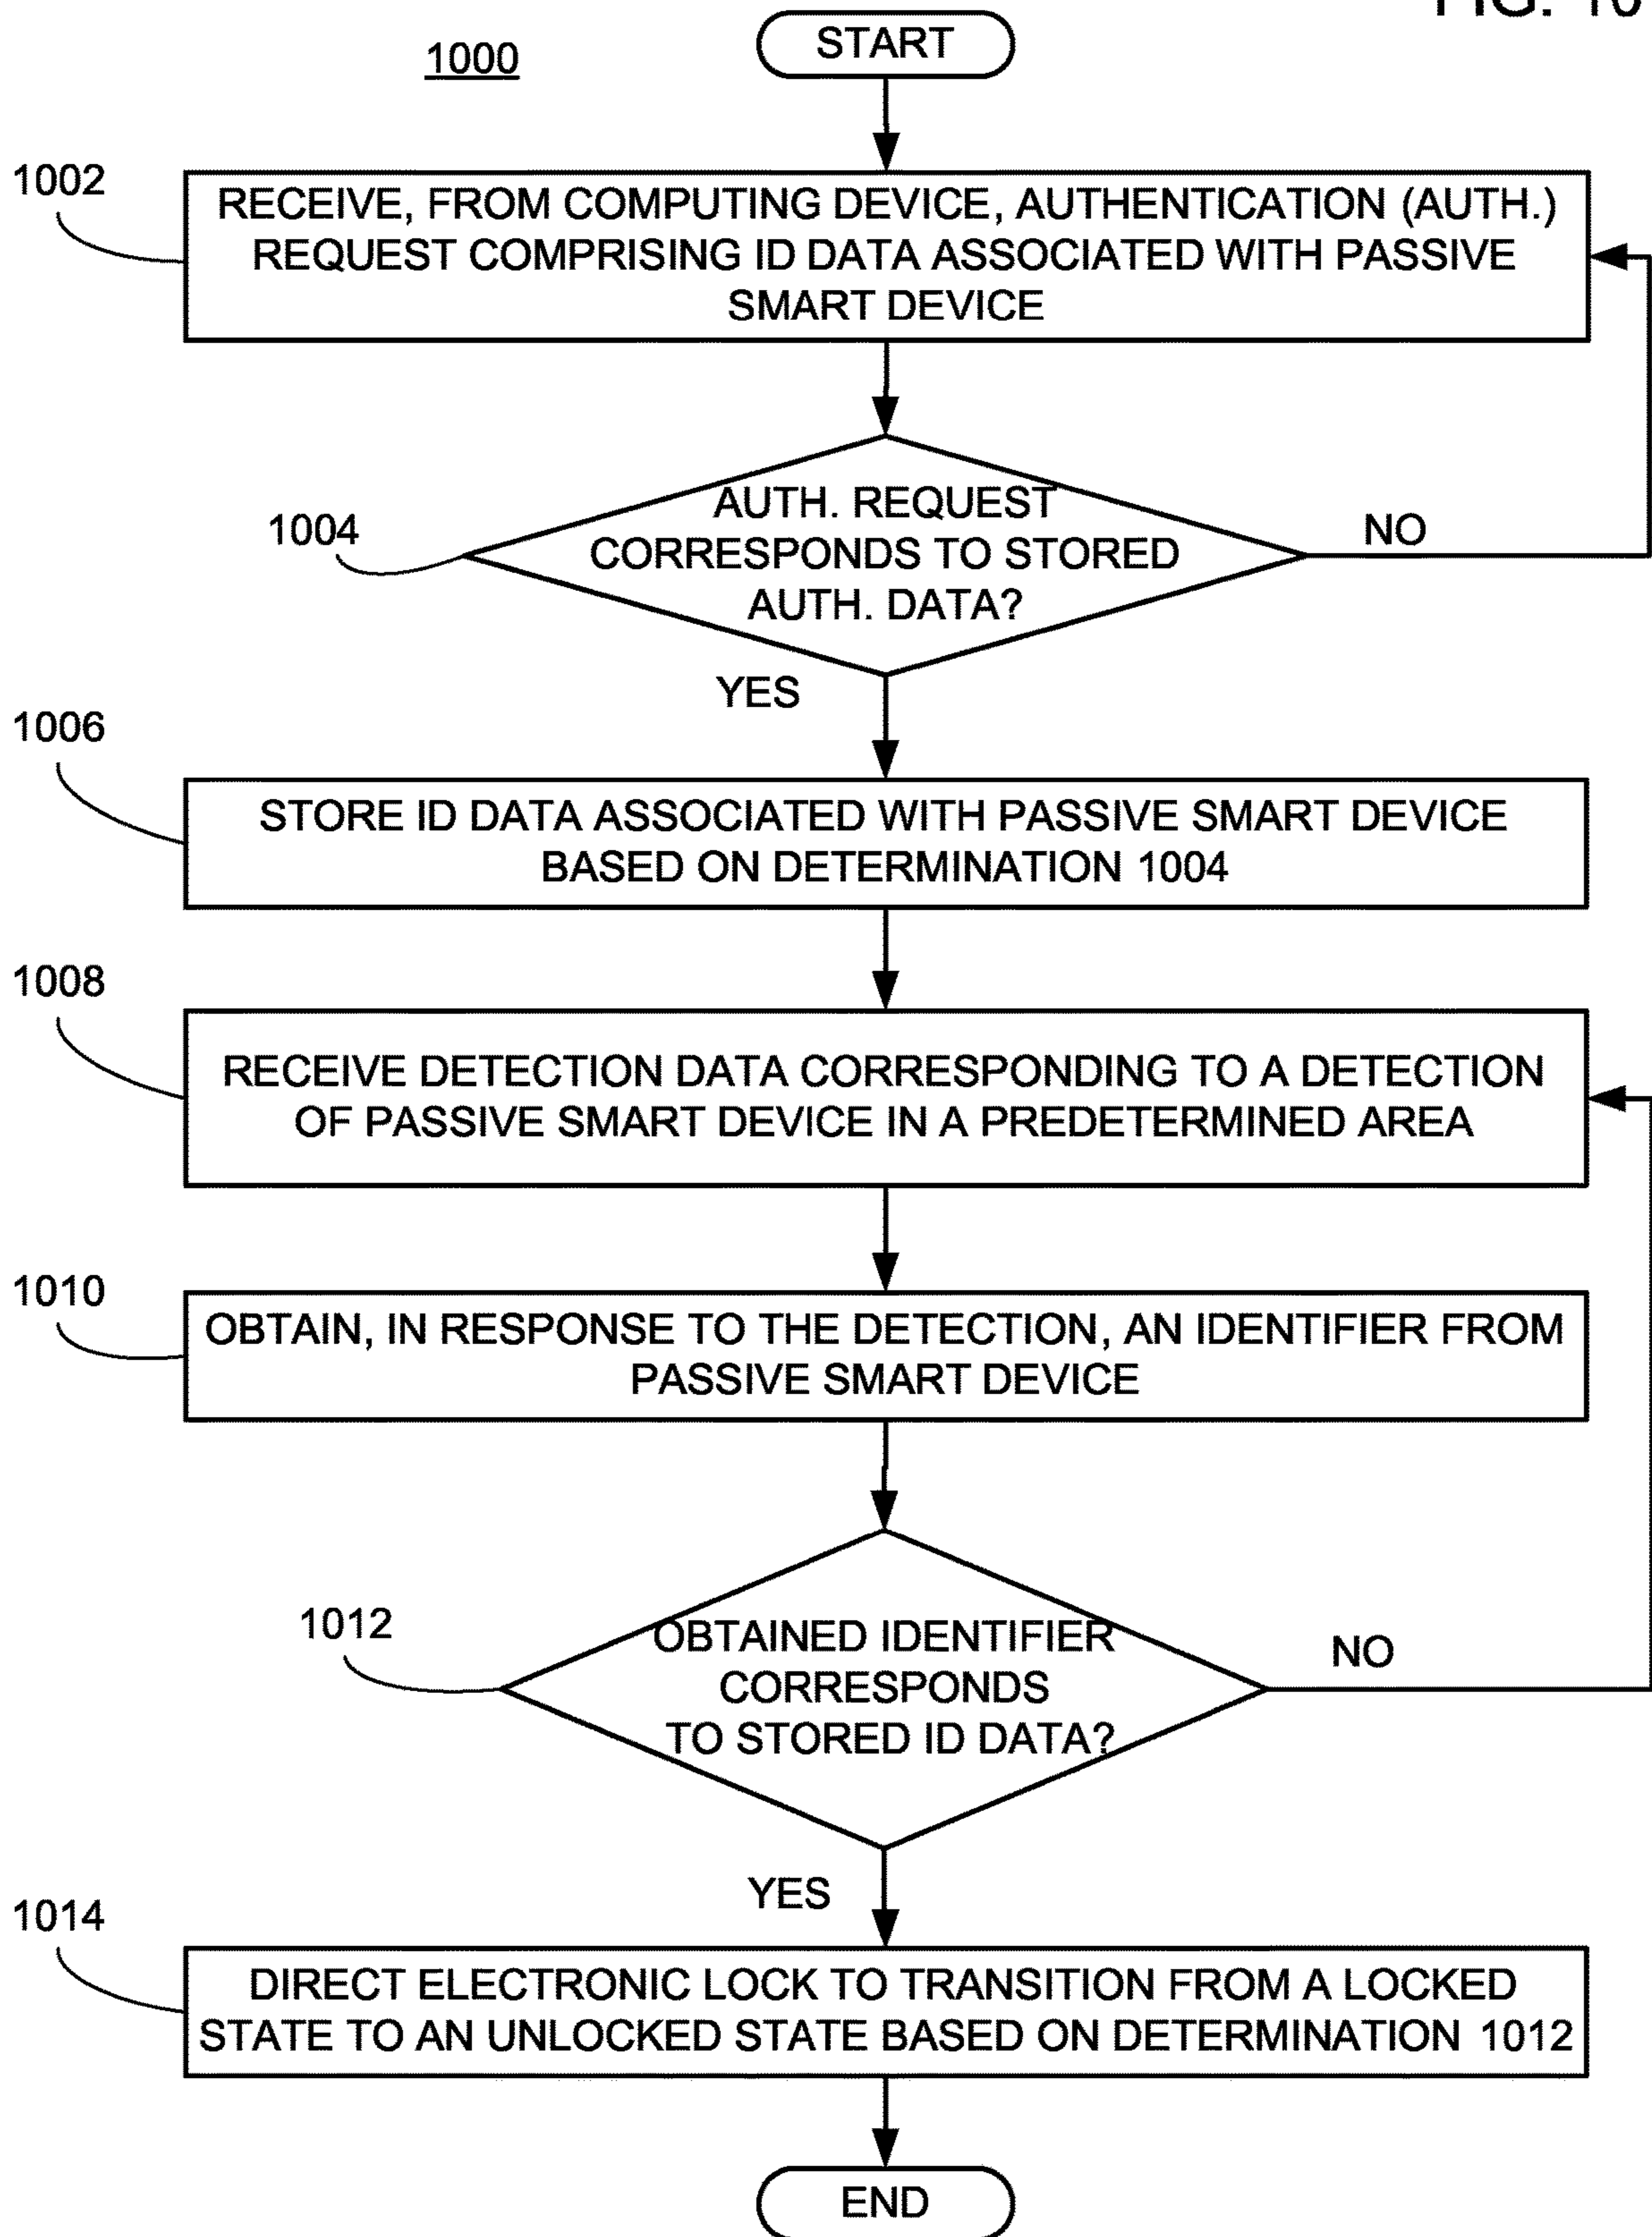 FIG. 10
1000
START
1002
RECEIVE, FROM COMPUTING DEVICE, AUTHENTICATION (AUTH.)
REQUEST COMPRISING ID DATA ASSOCIATED WITH PASSIVE
SMART DEVICE
1004
AUTH. REQUEST
CORRESPONDS TO STORED
AUTH. DATA?
NO
YES
1006
STORE ID DATA ASSOCIATED WITH PASSIVE SMART DEVICE
BASED ON DETERMINATION 1004
1008
RECEIVE DETECTION DATA CORRESPONDING TO A DETECTION
OF PASSIVE SMART DEVICE IN A PREDETERMINED AREA
1010
OBTAIN, IN RESPONSE TO THE DETECTION, AN IDENTIFIER FROM
PASSIVE SMART DEVICE
1012
OBTAINED IDENTIFIER
CORRESPONDS
TO STORED ID DATA?
NO
YES
1014
DIRECT ELECTRONIC LOCK TO TRANSITION FROM A LOCKED
STATE TO AN UNLOCKED STATE BASED ON DETERMINATION 1012
END